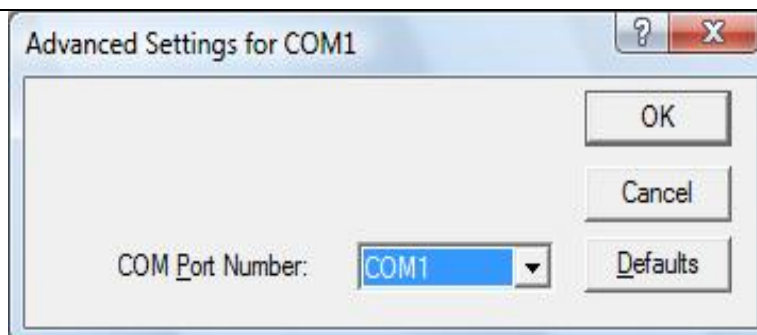 Advanced Settings for COM1
OK
Cancel
COM Port Number: COM1
Defaults